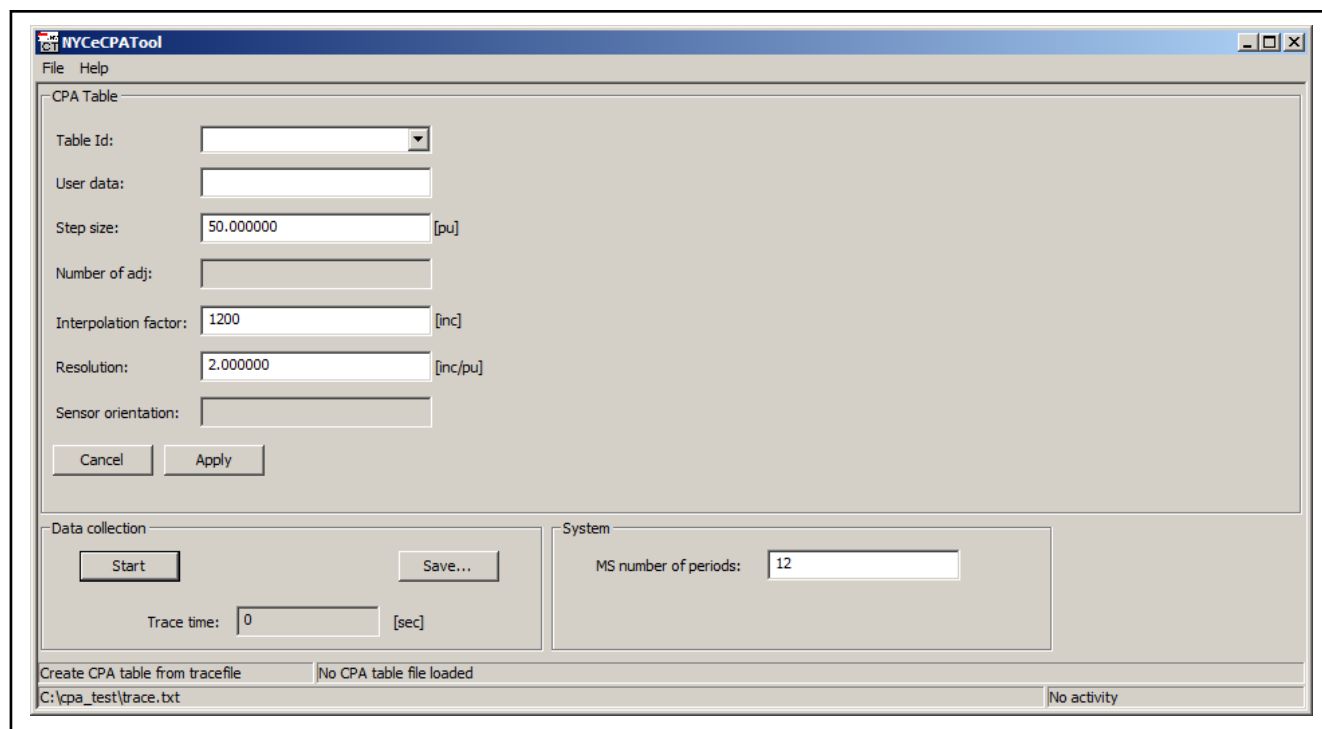 NYCeCPATool
File Help
CPA Table
Table Id:
User data:
Step size: 50.000000 [pu]
Number of adj:
Interpolation factor: 1200 [inc]
Resolution: 2.000000 [inc/pu]
Sensor orientation:
Cancel Apply
Data collection System
Start Save... MS number of periods: 12
Trace time: 0 [sec]
Create CPA table from tracefile No CPA table file loaded
C:\cpa_test\trace.txt No activity